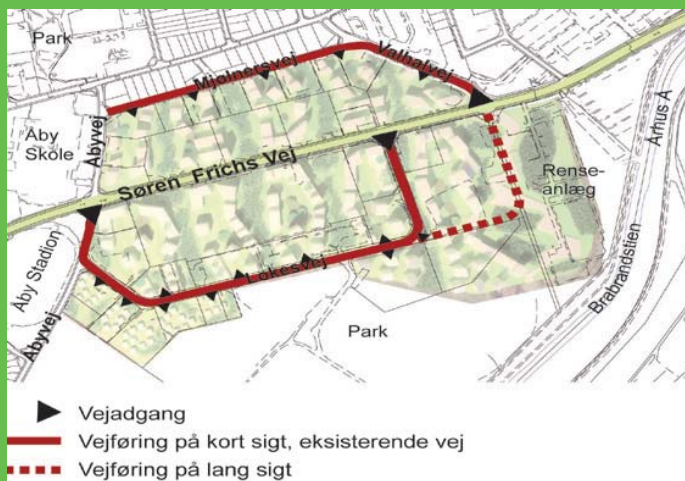 Park
Mjolnersvej
Valhalvej
Åby
Skole
Åbyvej
Søren Frichs Vej
Rense-
anlæg
Århus Å
Åby Stadion
Lokesvej
Åbyvej
Park
Brabrandstien
Vejadgang
Vejføring på kort sigt, eksisterende vej
Vejføring på lang sigt